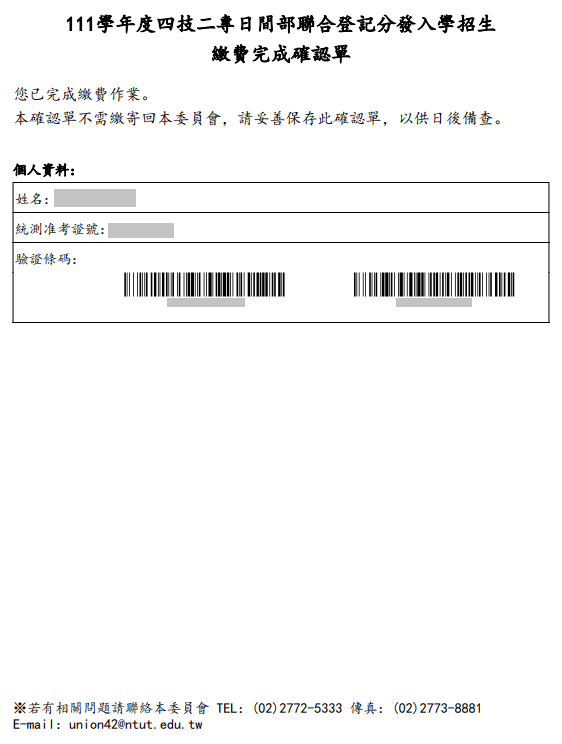 111學年度四技二專日間部聯合登記分發入學招生
繳費完成確認單
您已完成繳費作業。
本確認單不需繳寄回本委員會，請妥善保存此確認單，以供日後備查。
個人資料：
姓名：
統測准考證號：
驗證條碼：
※若有相關問題請聯絡本委員會 TEL：(02)2772-5333 傳真：(02)2773-8881
E-mail：union42@ntut.edu.tw